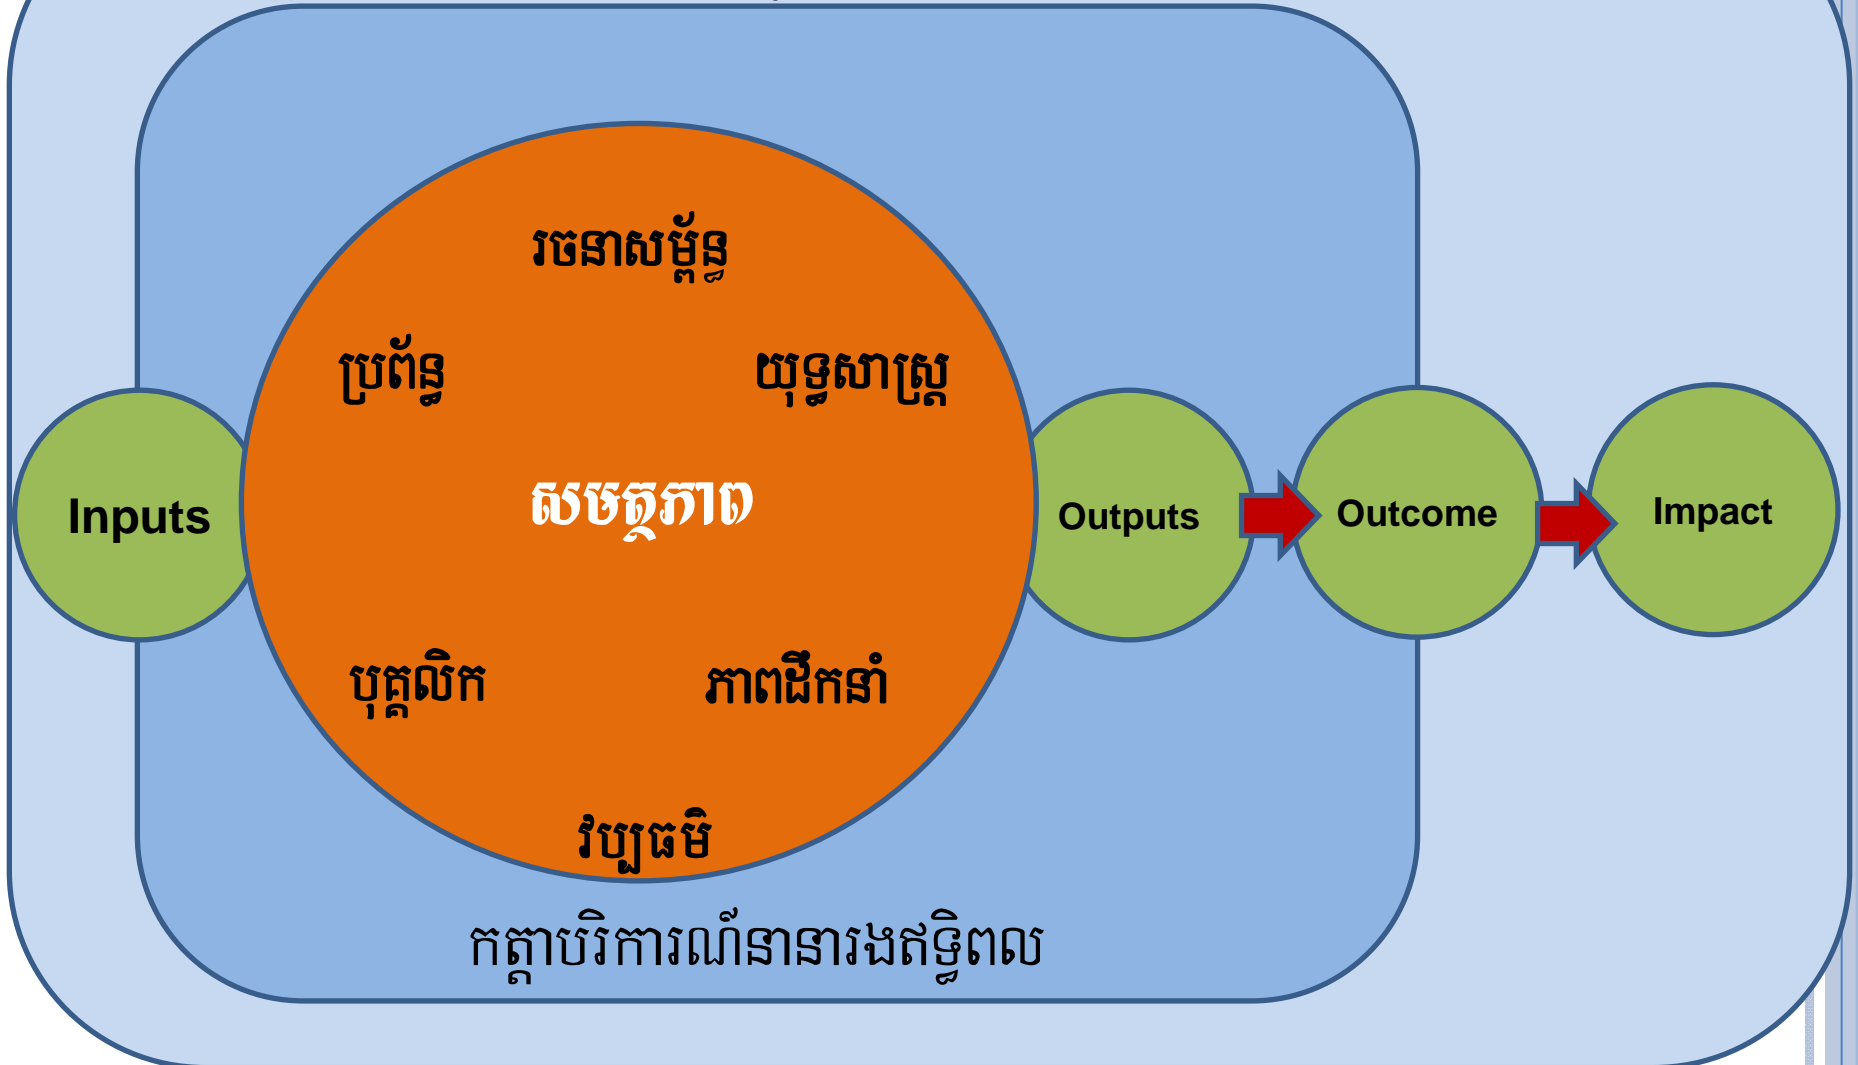 រចនាសម្ព័ន្ធ
ប្រព័ន្ធ
យុទ្ធសាស្ត្រ
Inputs
សមត្ថភាព
Outputs
Outcome
Impact
បុគ្គលិក
ភាពដឹកនាំ
វប្បធម៌
កត្តាបរិការណ៍នានារងឥទ្ធិពល